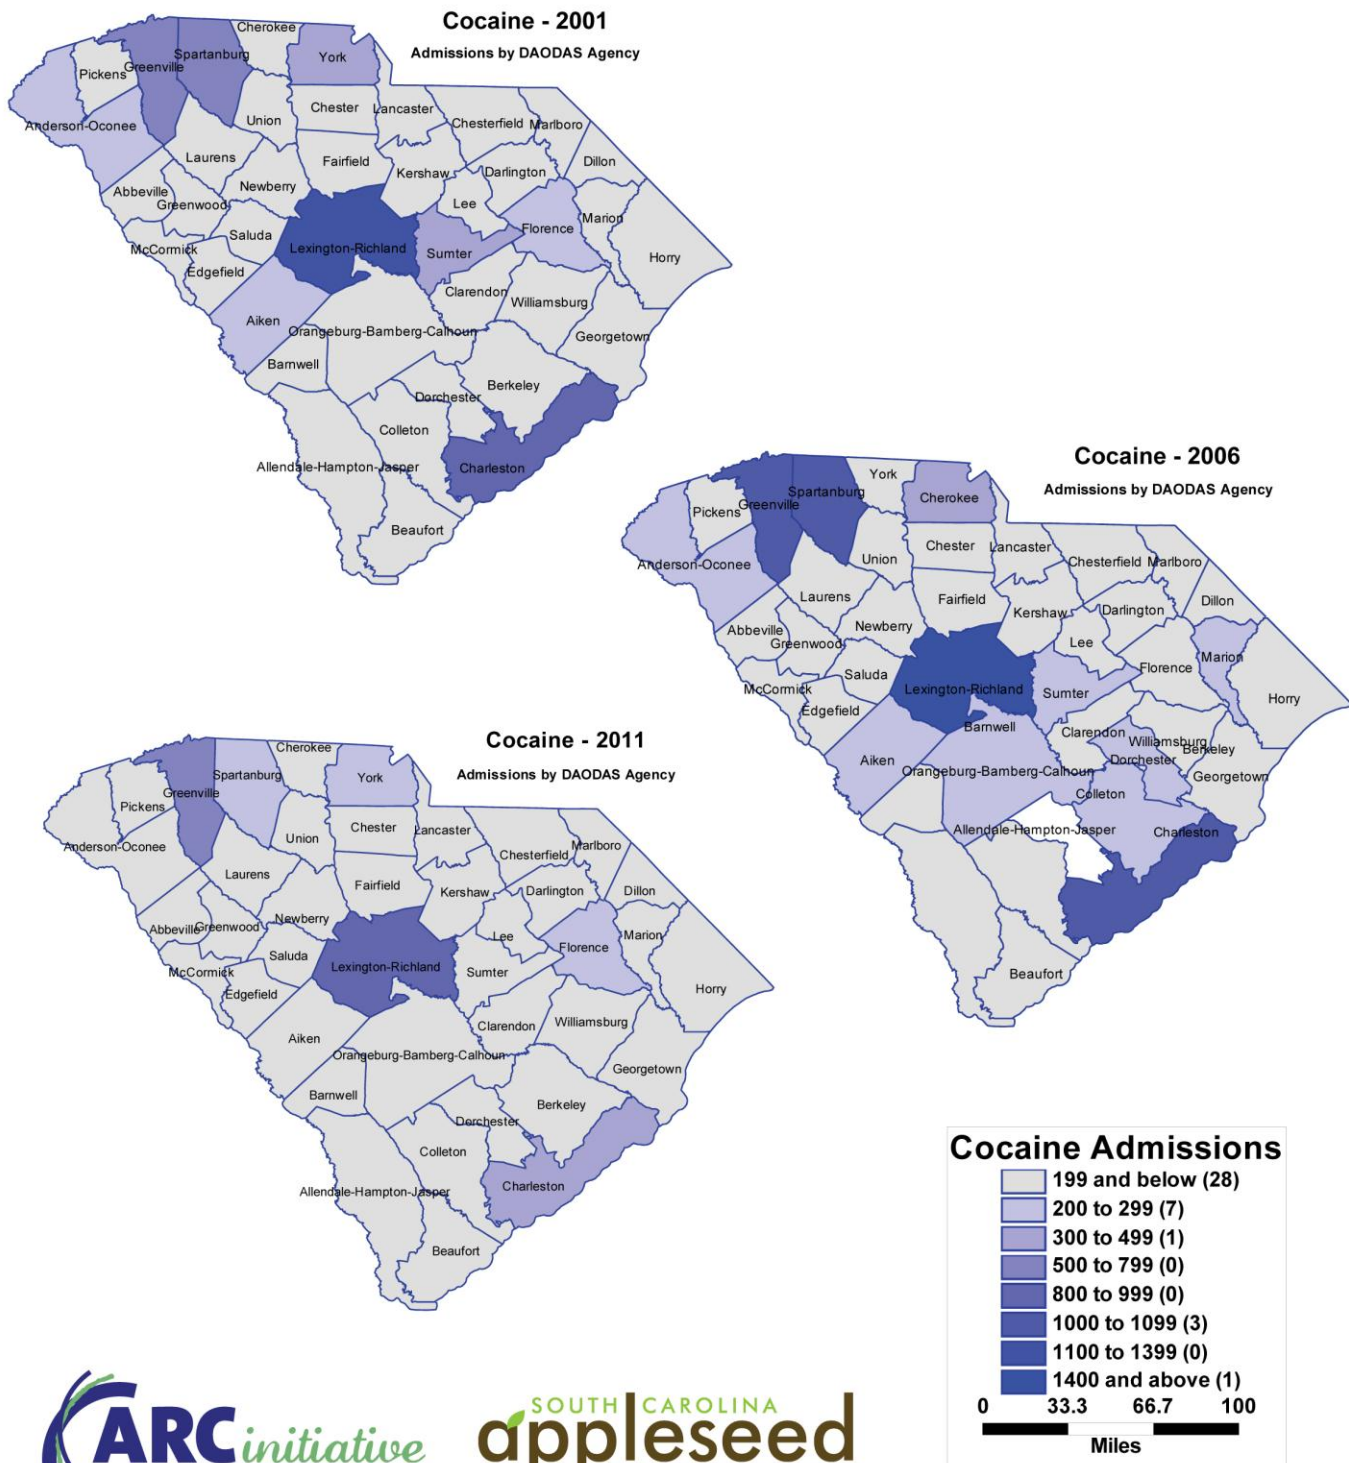 Cocaine - 2001
Admissions by DAODAS Agency
Cherokee
Spartanburg
York
Pickens
Greenville
Anderson-Oconee
Union
Chester
Lancaster
Chesterfield
Marlboro
Laurens
Fairfield
Dillon
Abbeville
Greenwood
Newberry
Kershaw
Darlington
Lee
McCormick
Saluda
Edgefield
Lexington-Richland
Sumter
Florence
Marion
Horry
Aiken
Clarendon
Williamsburg
Orangeburg-Bamberg-Calhoun
Georgetown
Barnwell
Berkeley
Dorchester
Colleton
Allendale-Hampton-Jasper
Charleston
Beaufort
Cocaine - 2006
Admissions by DAODAS Agency
York
Spartanburg
Cherokee
Greenville
Pickens
Anderson-Oconee
Union
Chester
Lancaster
Chesterfield
Marlboro
Laurens
Fairfield
Dillon
Abbeville
Greenwood
Newberry
Kershaw
Darlington
Lee
McCormick
Saluda
Edgefield
Lexington-Richland
Sumter
Florence
Marion
Horry
Barnwell
Clarendon
Williamsburg
Berkeley
Aiken
Orangeburg-Bamberg-Calhoun
Dorchester
Georgetown
Colleton
Allendale-Hampton-Jasper
Charleston
Beaufort
Cocaine - 2011
Admissions by DAODAS Agency
Cherokee
Spartanburg
York
Greenville
Pickens
Anderson-Oconee
Union
Chester
Lancaster
Chesterfield
Marlboro
Laurens
Fairfield
Dillon
Abbeville
Greenwood
Newberry
Kershaw
Darlington
Lee
McCormick
Saluda
Edgefield
Lexington-Richland
Sumter
Florence
Marion
Horry
Aiken
Clarendon
Williamsburg
Orangeburg-Bamberg-Calhoun
Georgetown
Barnwell
Berkeley
Dorchester
Colleton
Allendale-Hampton-Jasper
Charleston
Beaufort
Cocaine Admissions
199 and below (28)
200 to 299 (7)
300 to 499 (1)
500 to 799 (0)
800 to 999 (0)
1000 to 1099 (3)
1100 to 1399 (0)
1400 and above (1)
0 33.3 66.7 100
Miles
ARC initiative
SOUTH CAROLINA
appleseed